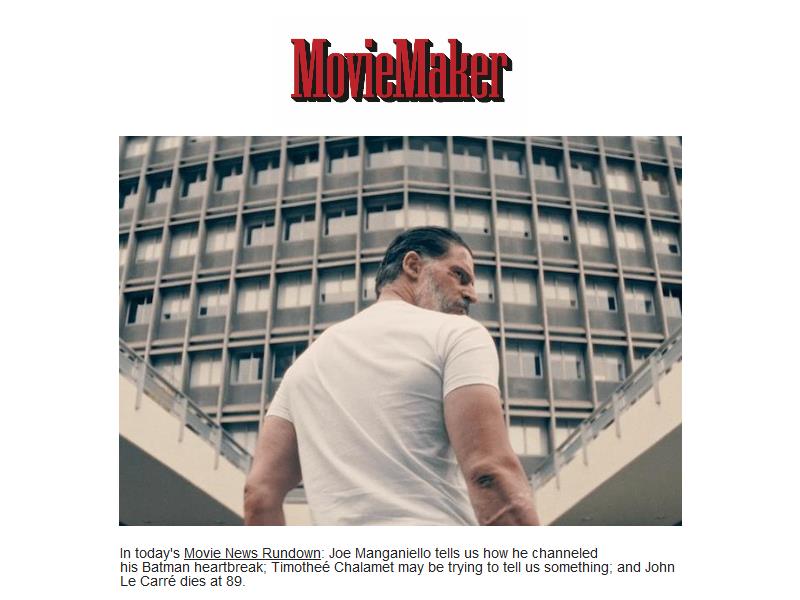 MovieMaker
In today's Movie News Rundown: Joe Manganiello tells us how he channeled
his Batman heartbreak; Timotheé Chalamet may be trying to tell us something; and John
Le Carré dies at 89.